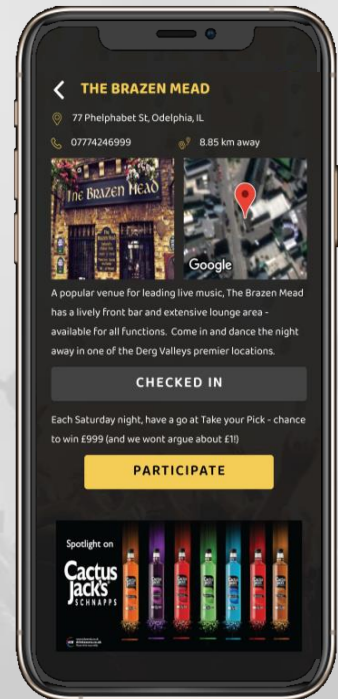 THE BRAZEN MEAD
77 Phelphabet St, Odelphia, IL
07774246999
8.85 km away
THE BRAZEN HEAD
Google
A popular venue for leading live music, The Brazen Mead
has a lively front bar and extensive lounge area -
available for all functions. Come in and dance the night
away in one of the Derg Valleys premier locations.
CHECKED IN
Each Saturday night, have a go at Take your Pick - chance
to win £999 (and we wont argue about £1!)
PARTICIPATE
Spotlight on
Cactus
Jack's
SCHNAPPS